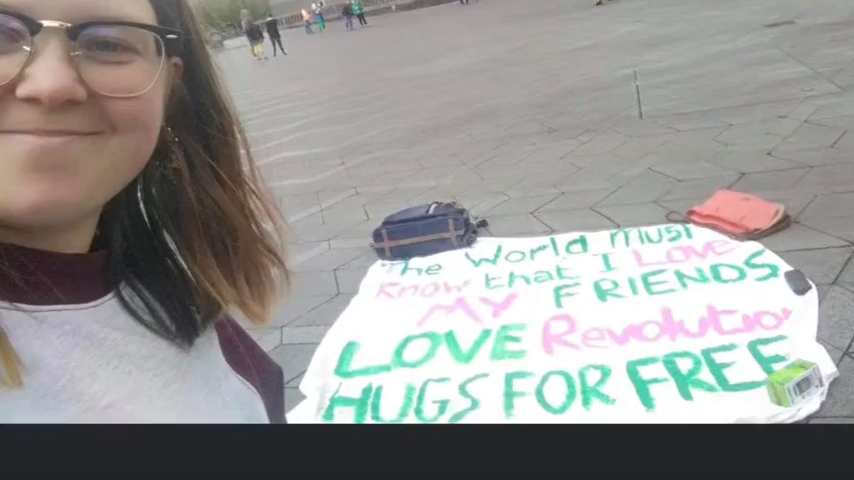 The World must
Know that I LOVE
MY FRIENDS
LOVE Revolution
HUGS FOR FREE